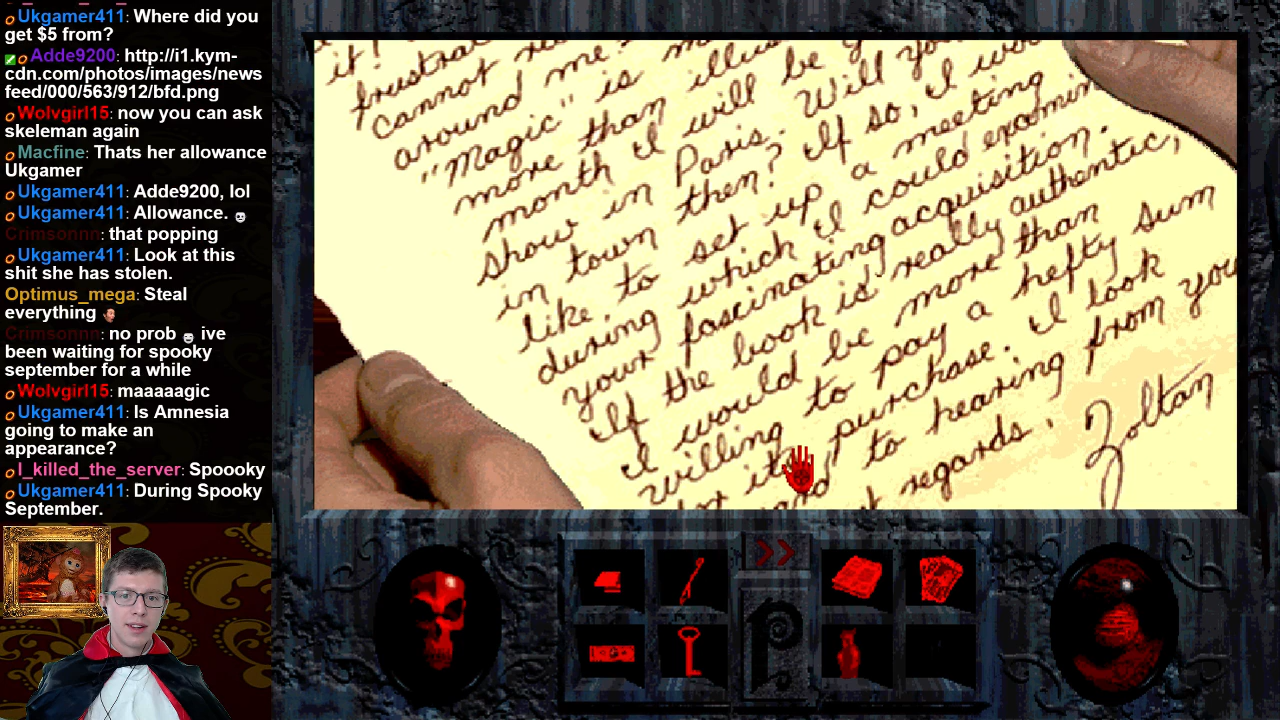 Ukgamer411: Where did you
get $5 from?
Adde9200: http://i1.kym-
cdn.com/photos/images/news
feed/000/563/912/bfd.png
Wolvgirl15: now you can ask
skeleman again
Macfine: Thats her allowance
Ukgamer
Ukgamer411: Adde9200, lol
Ukgamer411: Allowance.
Crimsonnn: that popping
Ukgamer411: Look at this
shit she has stolen.
Optimus_mega: Steal
everything
Crimsonnn: no prob ive
been waiting for spooky
september for a while
Wolvgirl15: maaaaagic
Ukgamer411: Is Amnesia
going to make an
appearance?
I_killed_the_server: Spoooky
Ukgamer411: During Spooky
September.
it!
cannot
around me.
"Magic" is
more than
month I will be
show in Paris. Will you
in town then? If so, I
like to set up a meeting
during which I could
your fascinating acquisition.
If the book is really authentic,
I would be more than
willing to pay a hefty sum
purchase. I look
to hearing from you
regards,
Zoltan